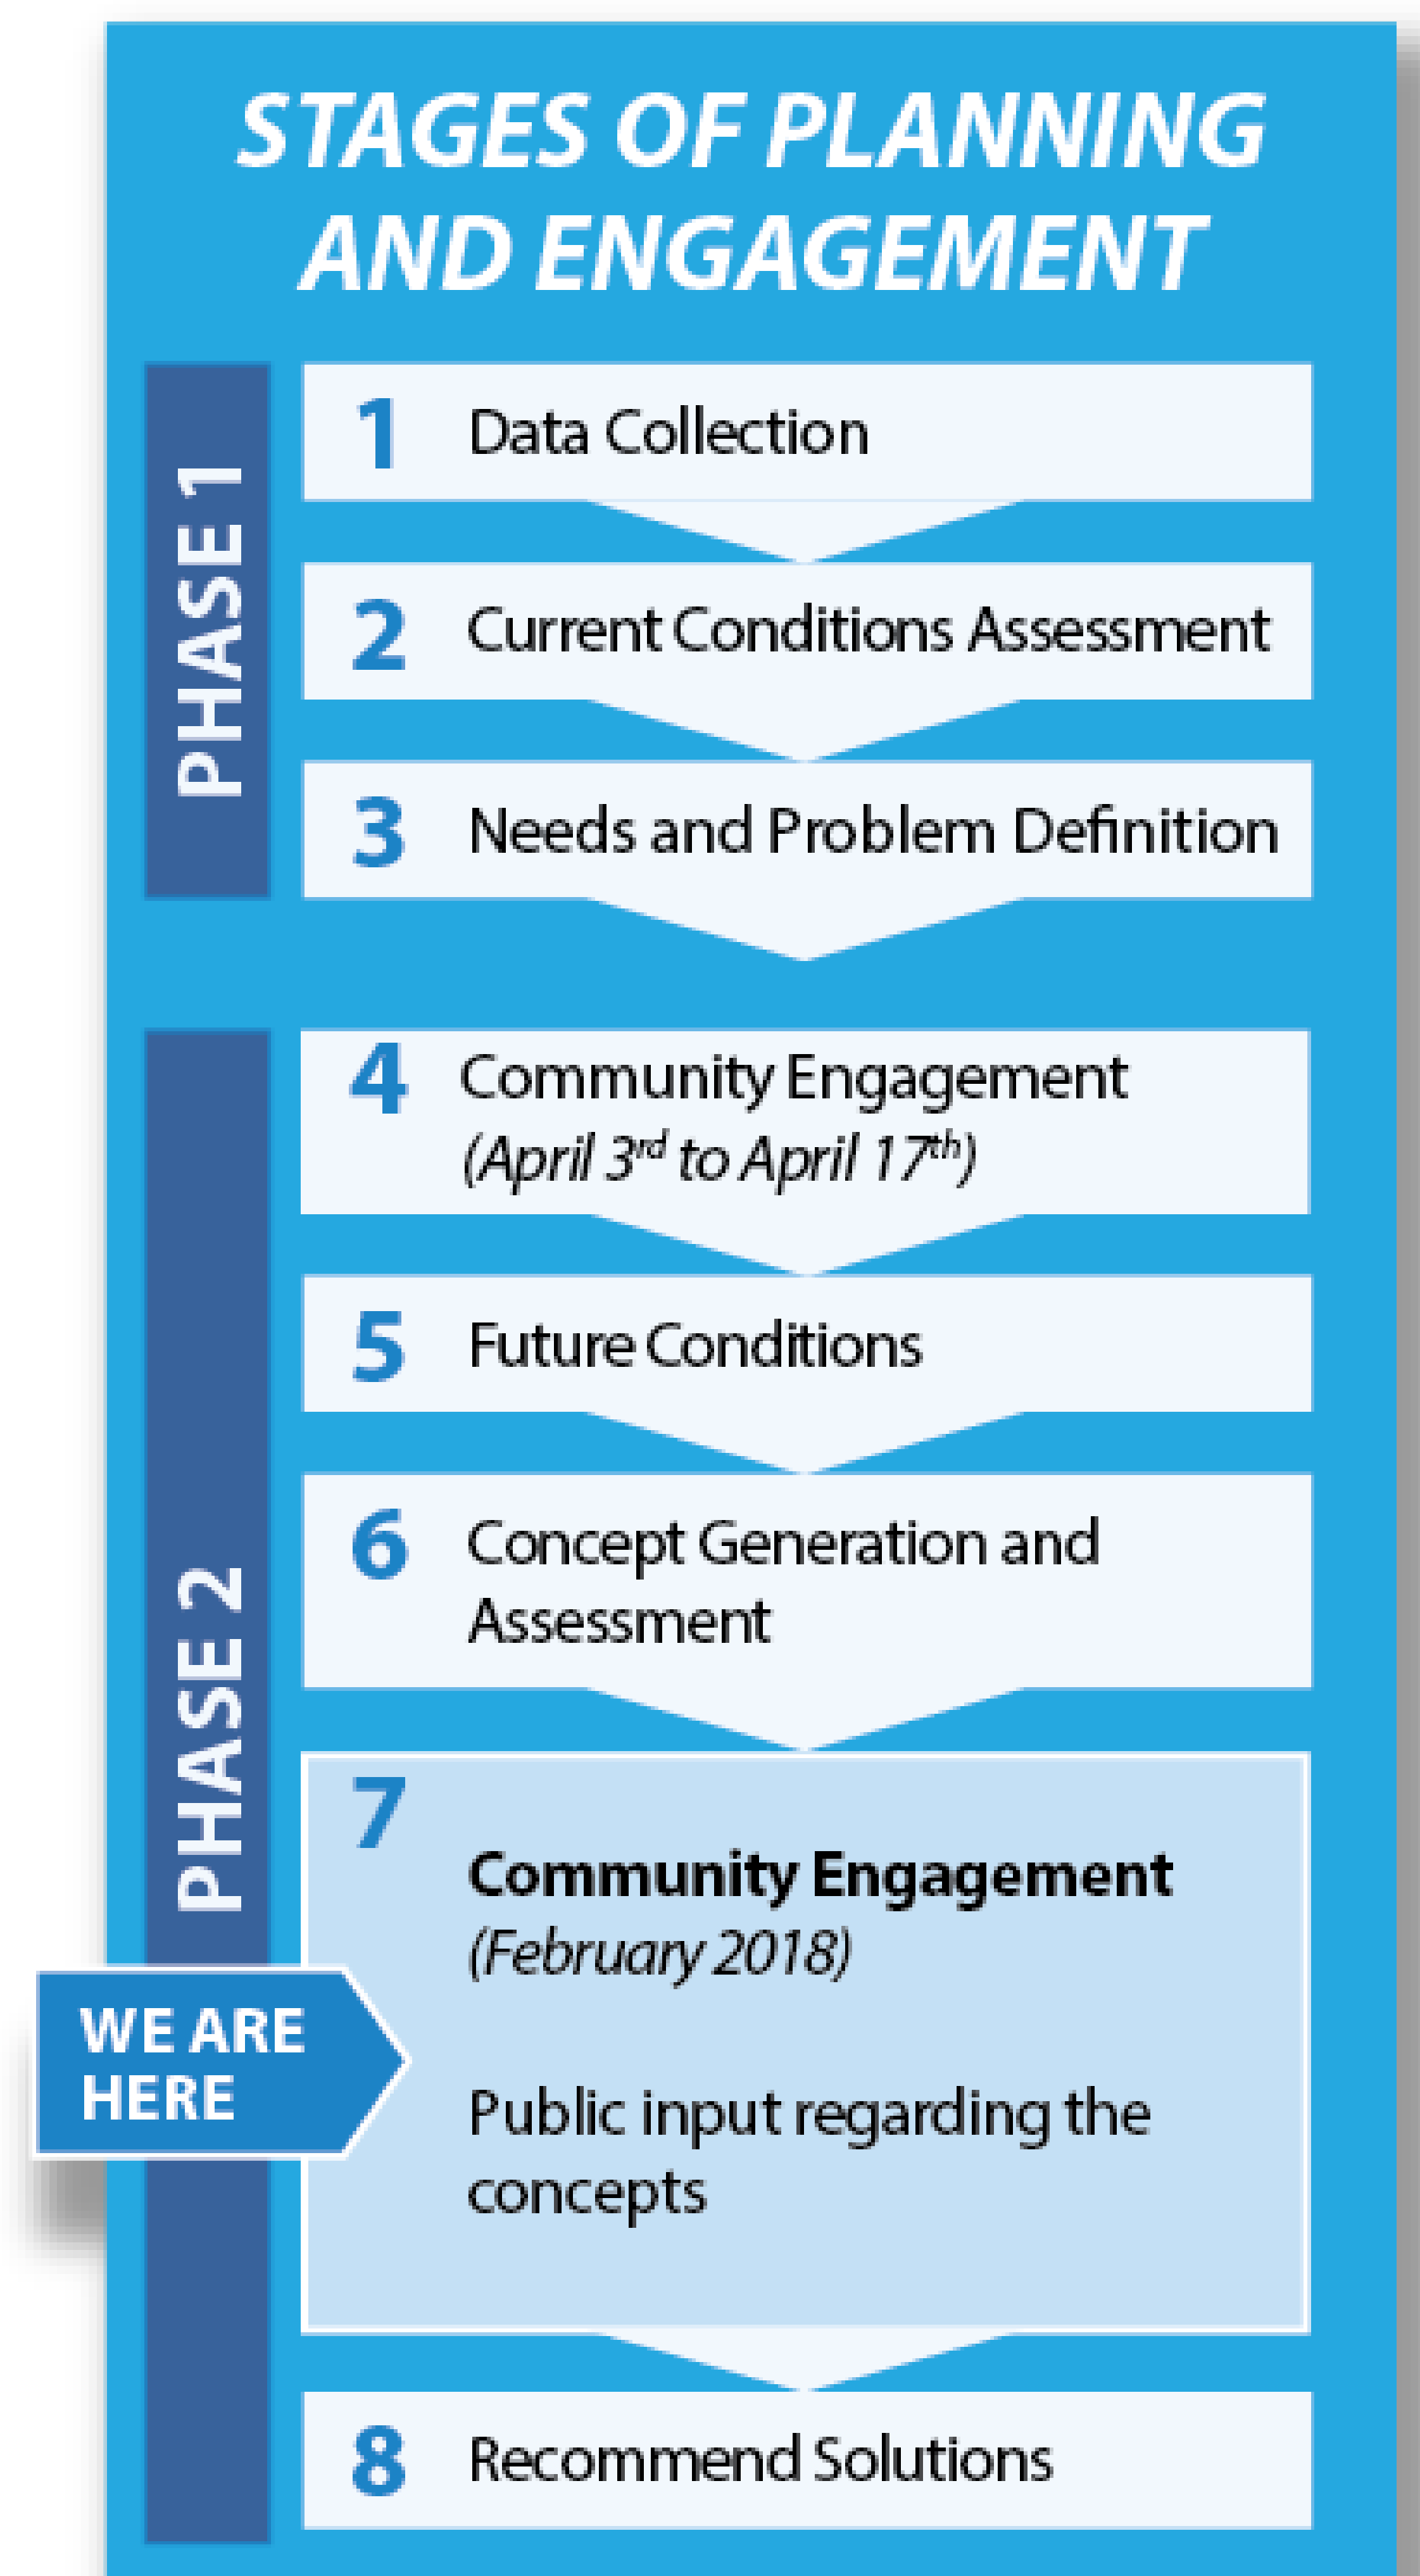 STAGES OF PLANNING
AND ENGAGEMENT
PHASE 1
1 Data Collection
2 Current Conditions Assessment
3 Needs and Problem Definition
PHASE 2
4 Community Engagement
(April 3rd to April 17th)
5 Future Conditions
6 Concept Generation and
Assessment
7
Community Engagement
(February 2018)
WE ARE
HERE
Public input regarding the
concepts
8 Recommend Solutions